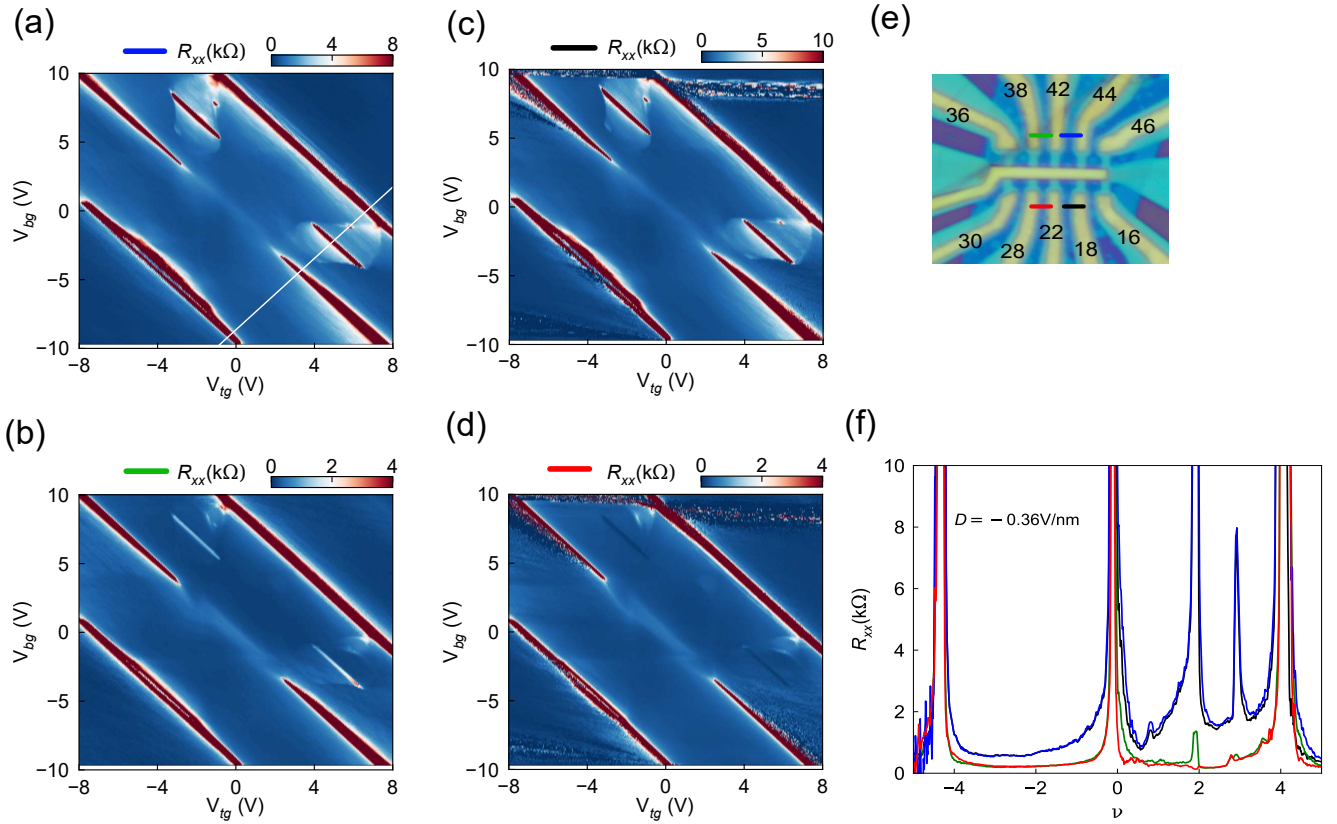 (a)
R_xx(kΩ)
0 4 8
10
5
0
−5
−10
V_bg (V)
−8 −4 0 4 8
V_tg (V)
(c)
R_xx(kΩ)
0 5 10
10
5
0
−5
−10
V_bg (V)
−8 −4 0 4 8
V_tg (V)
(e)
36
38
42
44
46
30
28
22
18
16
(b)
R_xx(kΩ)
0 2 4
10
5
0
−5
−10
V_bg (V)
−8 −4 0 4 8
V_tg (V)
(d)
R_xx(kΩ)
0 2 4
10
5
0
−5
−10
V_bg (V)
−8 −4 0 4 8
V_tg (V)
(f)
10
8
6
4
2
0
R_xx(kΩ)
D = − 0.36V/nm
−4 −2 0 2 4
ν